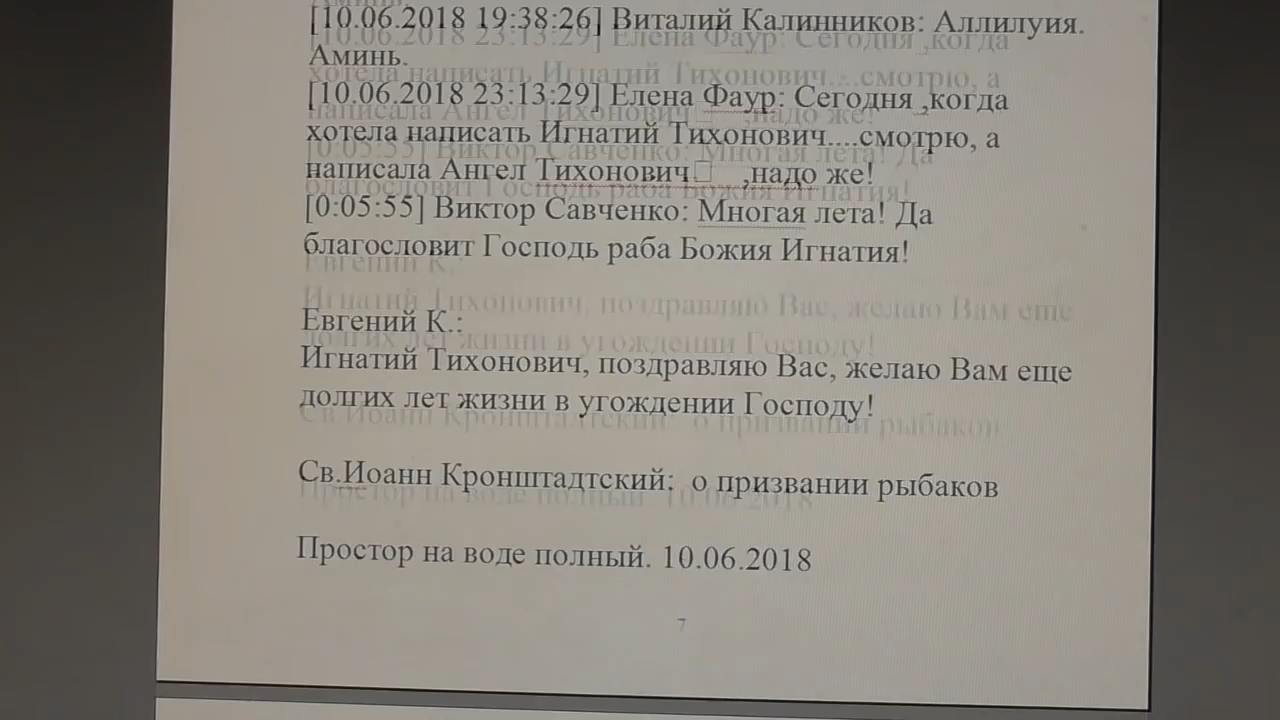 [10.06.2018 19:38:26] Виталий Калинников: Аллилуия.
Аминь.
[10.06.2018 23:13:29] Елена Фаур: Сегодня ,когда
хотела написать Игнатий Тихонович....смотрю, а
написала Ангел Тихонович ,надо же!
[0:05:55] Виктор Савченко: Многая лета! Да
благословит Господь раба Божия Игнатия!
Евгений К.:
Игнатий Тихонович, поздравляю Вас, желаю Вам еще
долгих лет жизни в угождении Господу!
Св.Иоанн Кронштадтский: о призвании рыбаков
Простор на воде полный. 10.06.2018
7